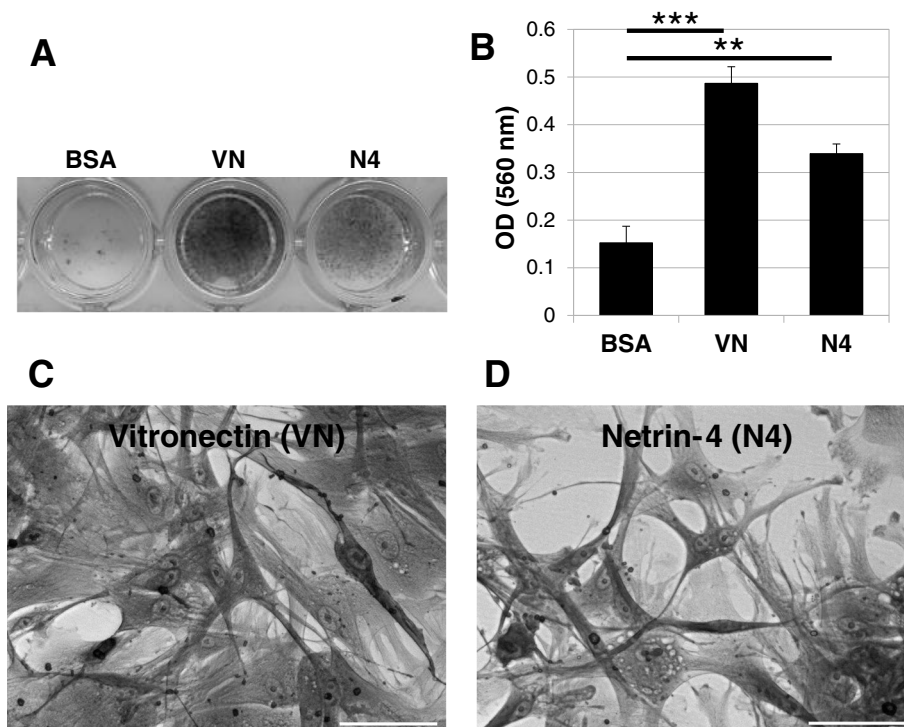 A
BSA VN N4
B
OD (560 nm)
0.6
0.5
0.4
0.3
0.2
0.1
0
***
**
BSA VN N4
C
Vitronectin (VN)
D
Netrin-4 (N4)